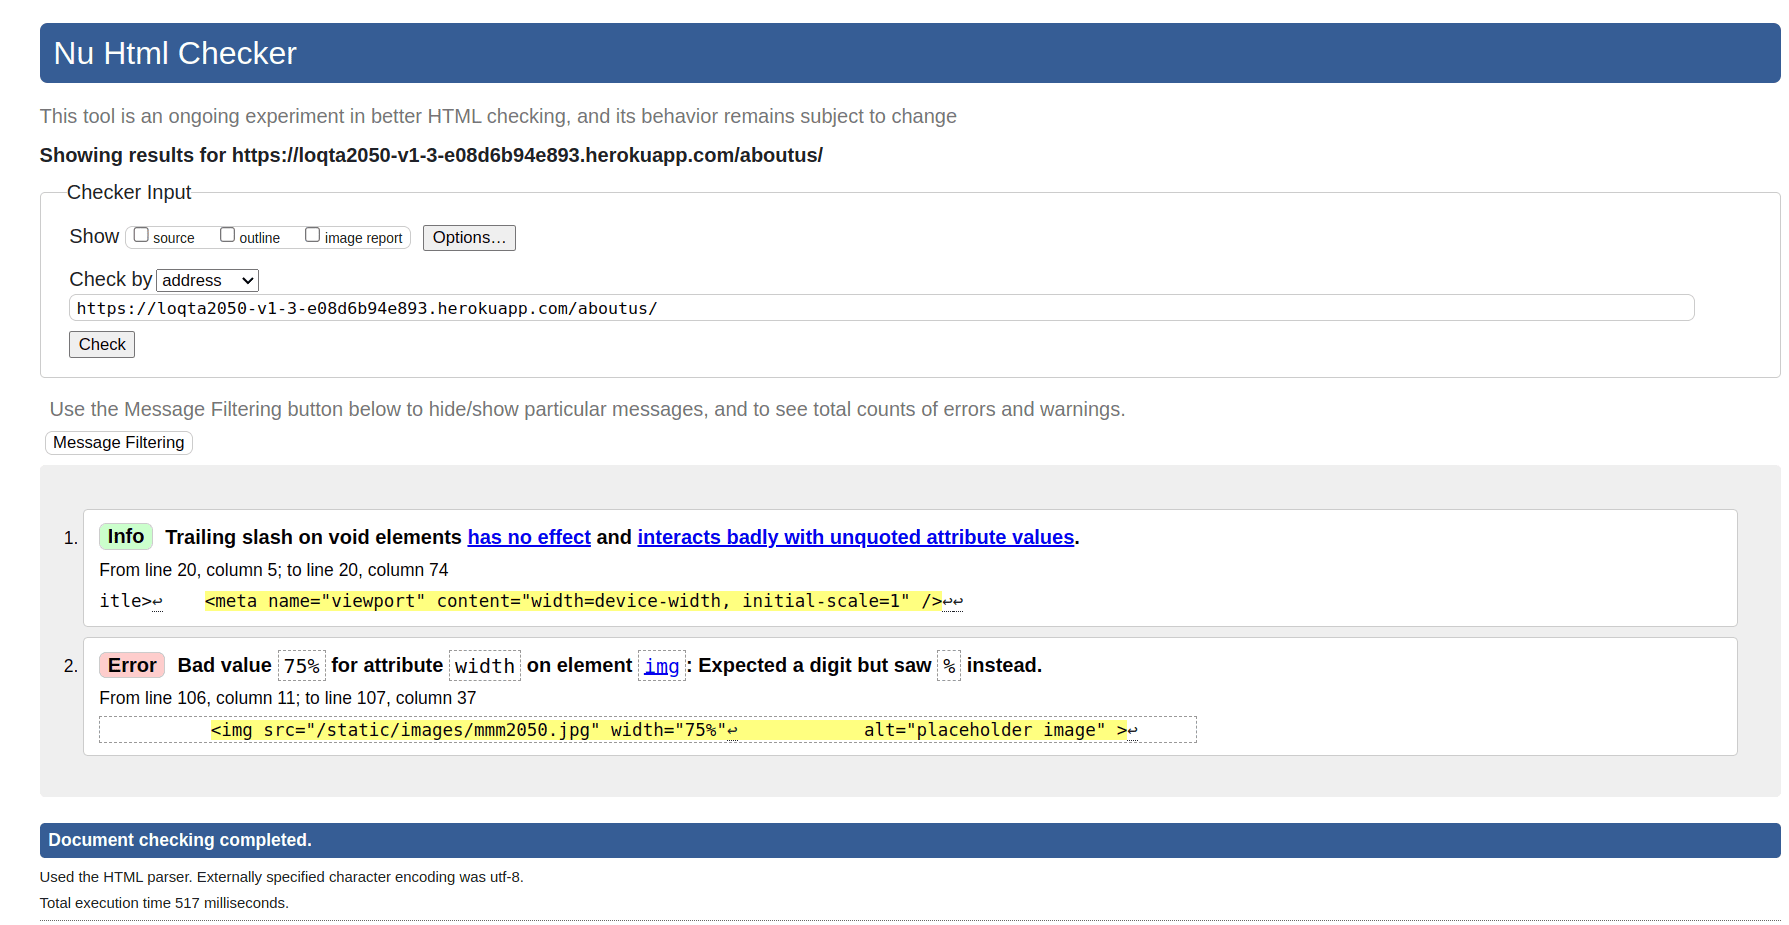 Nu Html Checker
This tool is an ongoing experiment in better HTML checking, and its behavior remains subject to change
Showing results for https://loqta2050-v1-3-e08d6b94e893.herokuapp.com/aboutus/
Checker Input
Show source outline image report Options...
Check by address
https://loqta2050-v1-3-e08d6b94e893.herokuapp.com/aboutus/
Check
Use the Message Filtering button below to hide/show particular messages, and to see total counts of errors and warnings.
Message Filtering
1. Info Trailing slash on void elements has no effect and interacts badly with unquoted attribute values.
From line 20, column 5; to line 20, column 74
itle>↩    <meta name="viewport" content="width=device-width, initial-scale=1" />↩↩
2. Error Bad value 75% for attribute width on element img: Expected a digit but saw % instead.
From line 106, column 11; to line 107, column 37
<img src="/static/images/mmm2050.jpg" width="75%"↩            alt="placeholder image" >↩
Document checking completed.
Used the HTML parser. Externally specified character encoding was utf-8.
Total execution time 517 milliseconds.